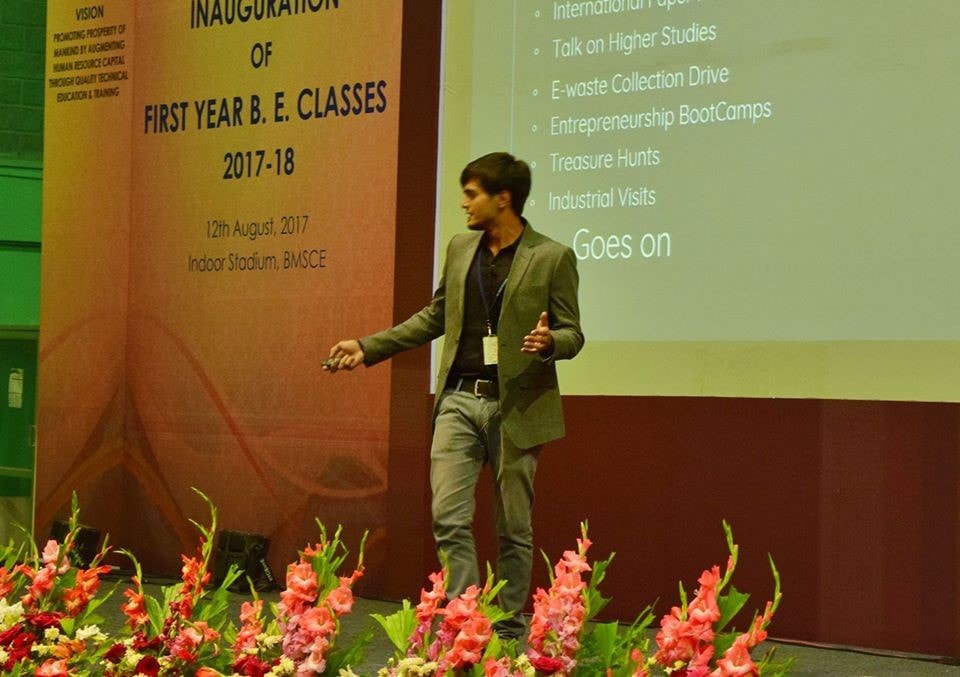 VISION
PROMOTING PROSPERITY OF
MANKIND BY AUGMENTING
HUMAN RESOURCE CAPITAL
THROUGH QUALITY TECHNICAL
EDUCATION & TRAINING
INAUGURATION
OF
FIRST YEAR B. E. CLASSES
2017-18
12th August, 2017
Indoor Stadium, BMSCE
International Paper
Talk on Higher Studies
E-waste Collection Drive
Entrepreneurship BootCamps
Treasure Hunts
Industrial Visits
Goes on